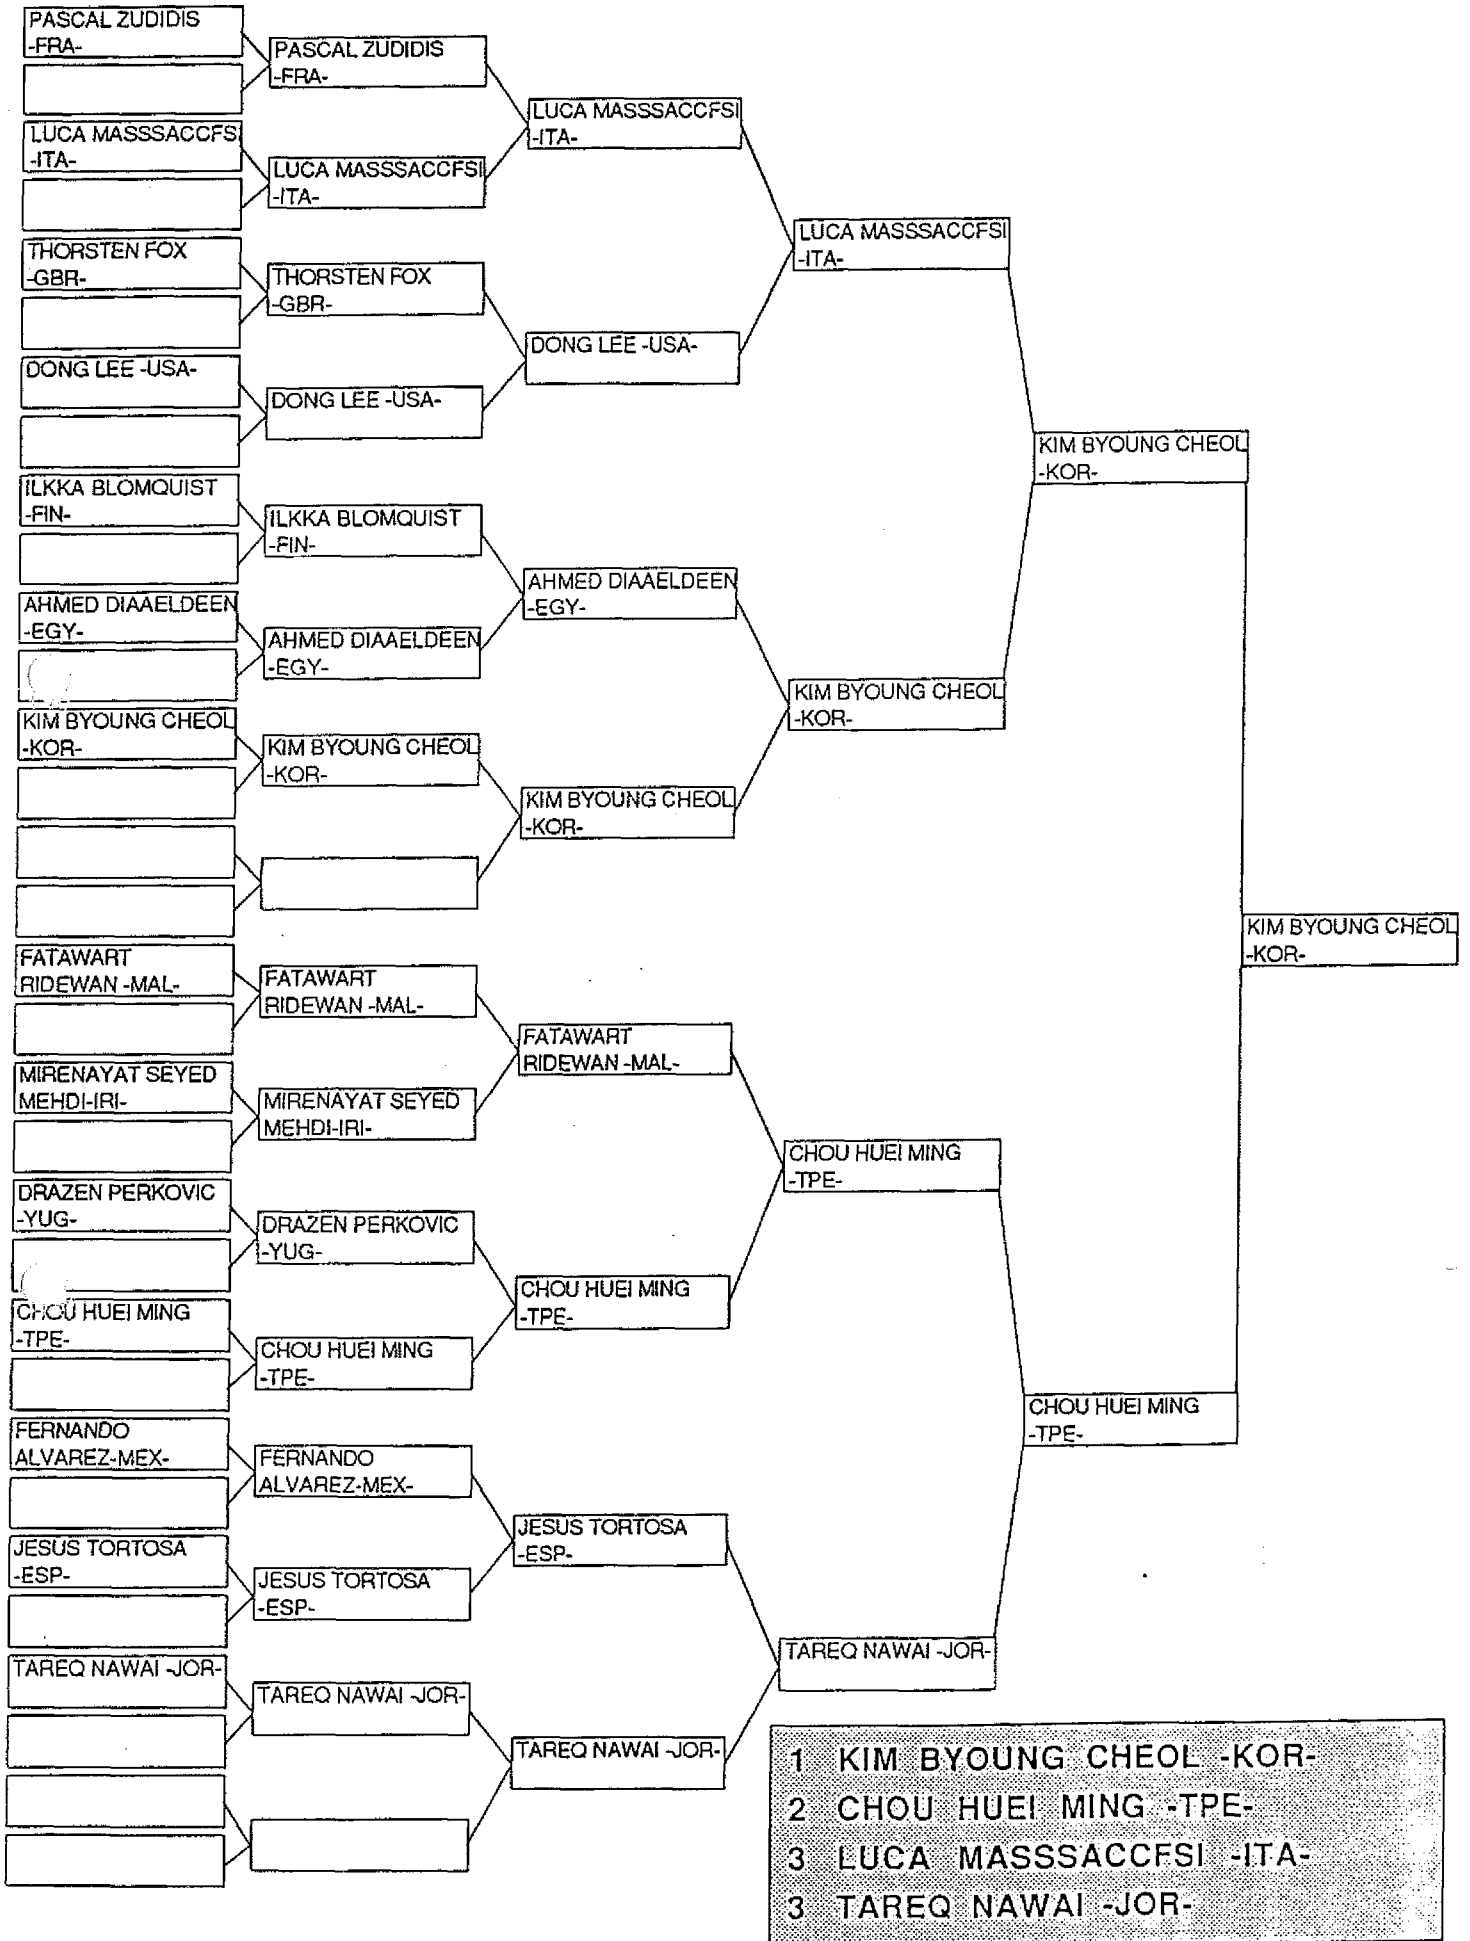 PASCAL ZUDIDIS
-FRA-
LUCA MASSSACCFS
-ITA-
THORSTEN FOX
-GBR-
DONG LEE -USA-
ILKKA BLOMQUIST
-FIN-
AHMED DIAAELDEEN
-EGY-
KIM BYOUNG CHEOL
-KOR-
FATAWART
RIDEWAN -MAL-
MIRENAYAT SEYED
MEHDI-IRI-
DRAZEN PERKOVIC
-YUG-
CHOU HUEI MING
-TPE-
FERNANDO
ALVAREZ-MEX-
JESUS TORTOSA
-ESP-
TAREQ NAWAI -JOR-
PASCAL ZUDIDIS
-FRA-
LUCA MASSSACCFSI
-ITA-
THORSTEN FOX
-GBR-
DONG LEE -USA-
ILKKA BLOMQUIST
-FIN-
AHMED DIAAELDEEN
-EGY-
KIM BYOUNG CHEOL
-KOR-
FATAWART
RIDEWAN -MAL-
MIRENAYAT SEYED
MEHDI-IRI-
DRAZEN PERKOVIC
-YUG-
CHOU HUEI MING
-TPE-
FERNANDO
ALVAREZ-MEX-
JESUS TORTOSA
-ESP-
TAREQ NAWAI -JOR-
LUCA MASSSACCFSI
-ITA-
DONG LEE -USA-
AHMED DIAAELDEEN
-EGY-
KIM BYOUNG CHEOL
-KOR-
FATAWART
RIDEWAN -MAL-
CHOU HUEI MING
-TPE-
JESUS TORTOSA
-ESP-
TAREQ NAWAI -JOR-
LUCA MASSSACCFSI
-ITA-
KIM BYOUNG CHEOL
-KOR-
CHOU HUEI MING
-TPE-
TAREQ NAWAI -JOR-
KIM BYOUNG CHEOL
-KOR-
CHOU HUEI MING
-TPE-
KIM BYOUNG CHEOL
-KOR-
1 KIM BYOUNG CHEOL -KOR-
2 CHOU HUEI MING -TPE-
3 LUCA MASSSACCFSI -ITA-
3 TAREQ NAWAI -JOR-